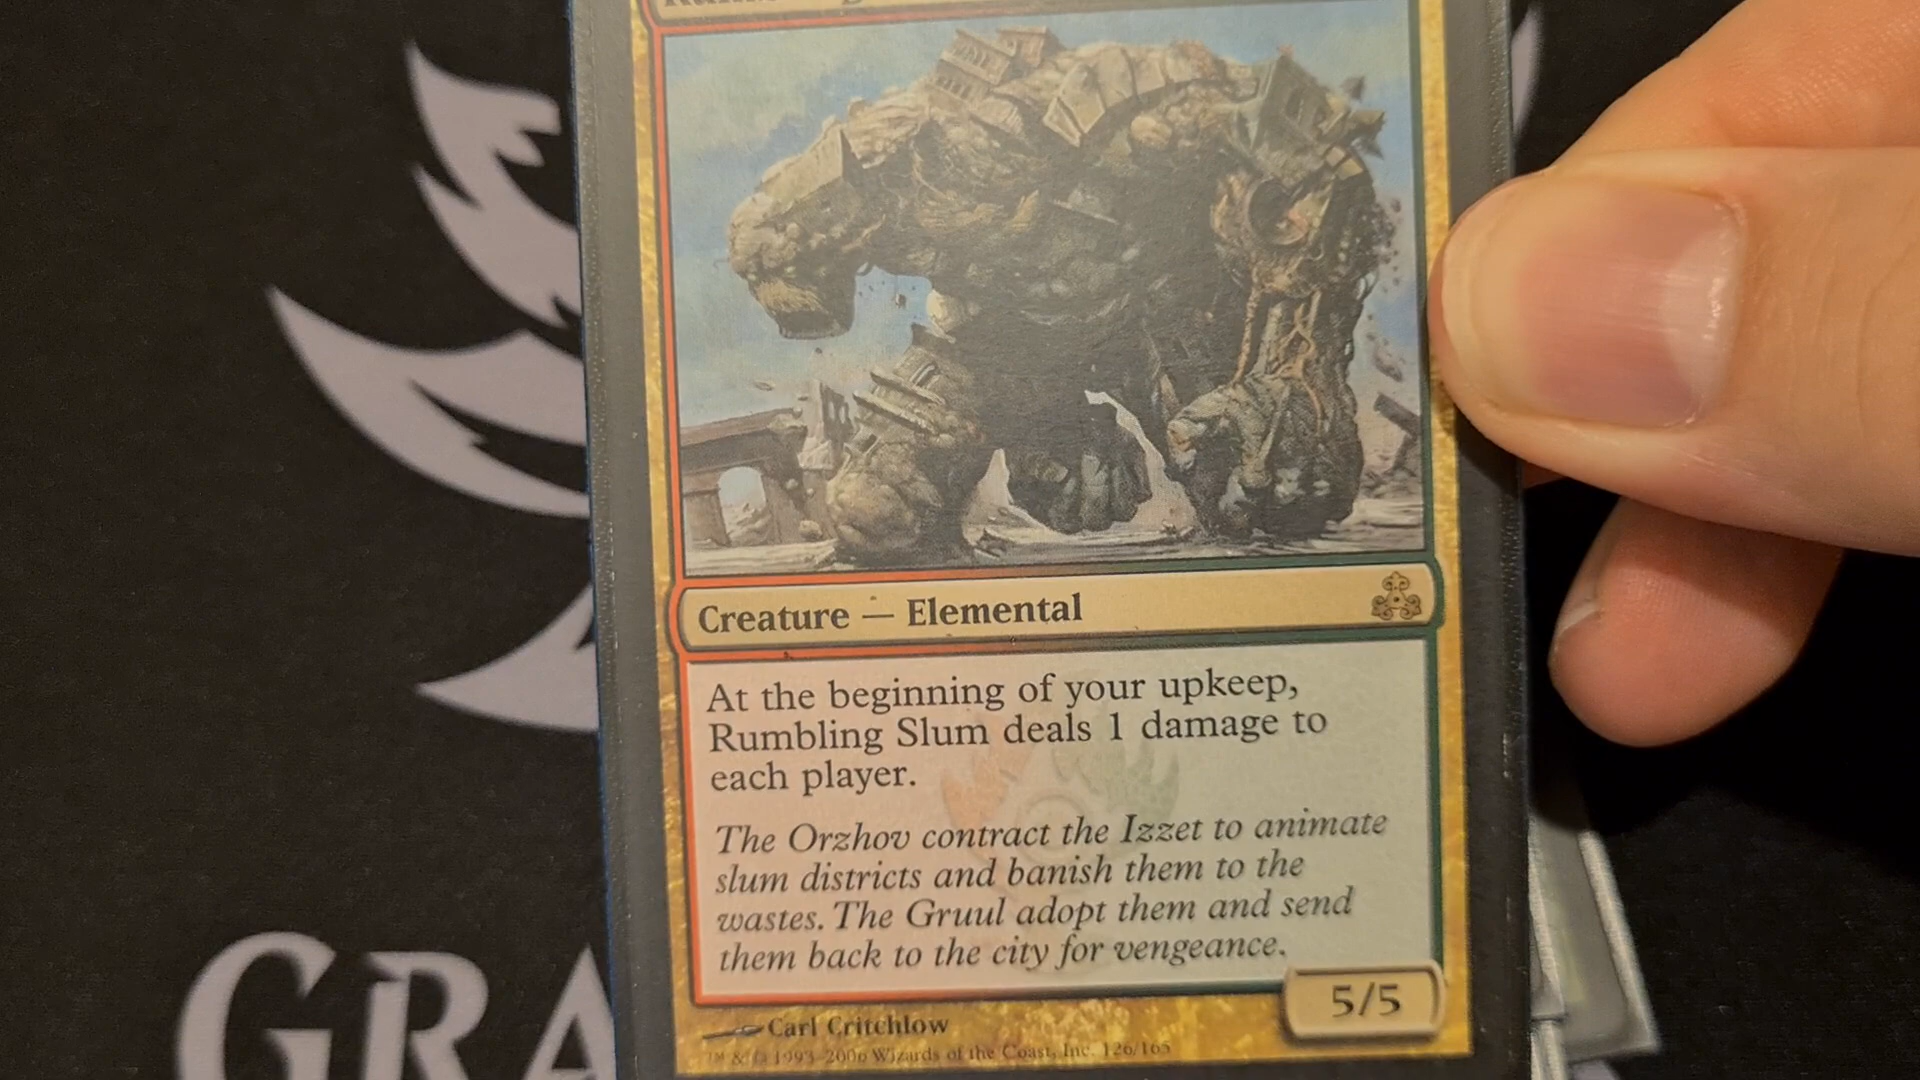 Creature — Elemental
At the beginning of your upkeep,
Rumbling Slum deals 1 damage to
each player.
The Orzhov contract the Izzet to animate
slum districts and banish them to the
wastes. The Gruul adopt them and send
them back to the city for vengeance.
5/5
Carl Critchlow
™ & © 1993–2006 Wizards of the Coast, Inc. 126/165
GRA